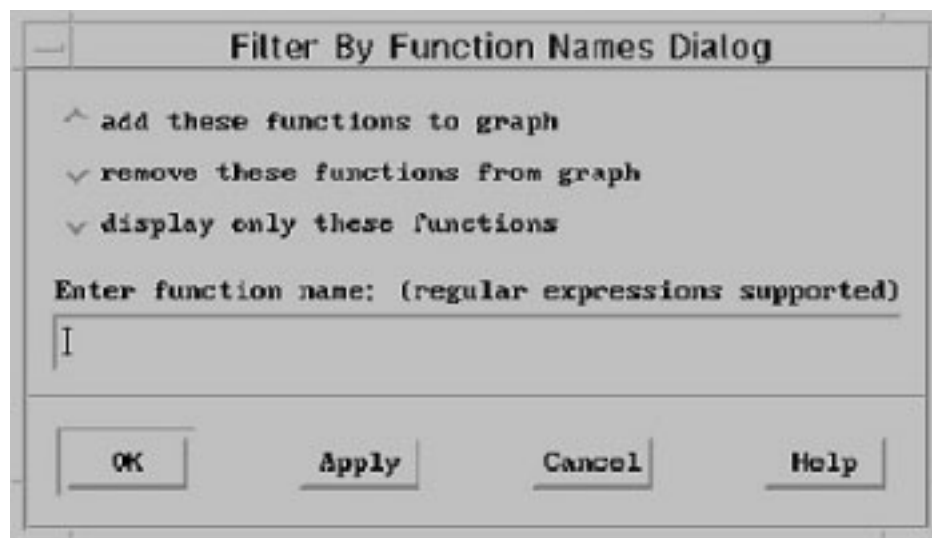 Filter By Function Names Dialog
add these functions to graph
remove these functions from graph
display only these functions
Enter function name: (regular expressions supported)
OK Apply Cancel Help